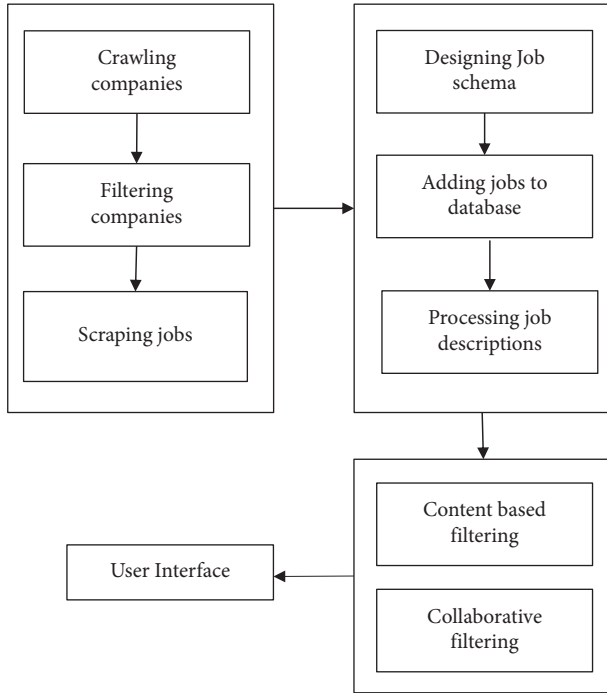 Crawling
companies
Filtering
companies
Scraping jobs
Designing Job
schema
Adding jobs to
database
Processing job
descriptions
Content based
filtering
Collaborative
filtering
User Interface